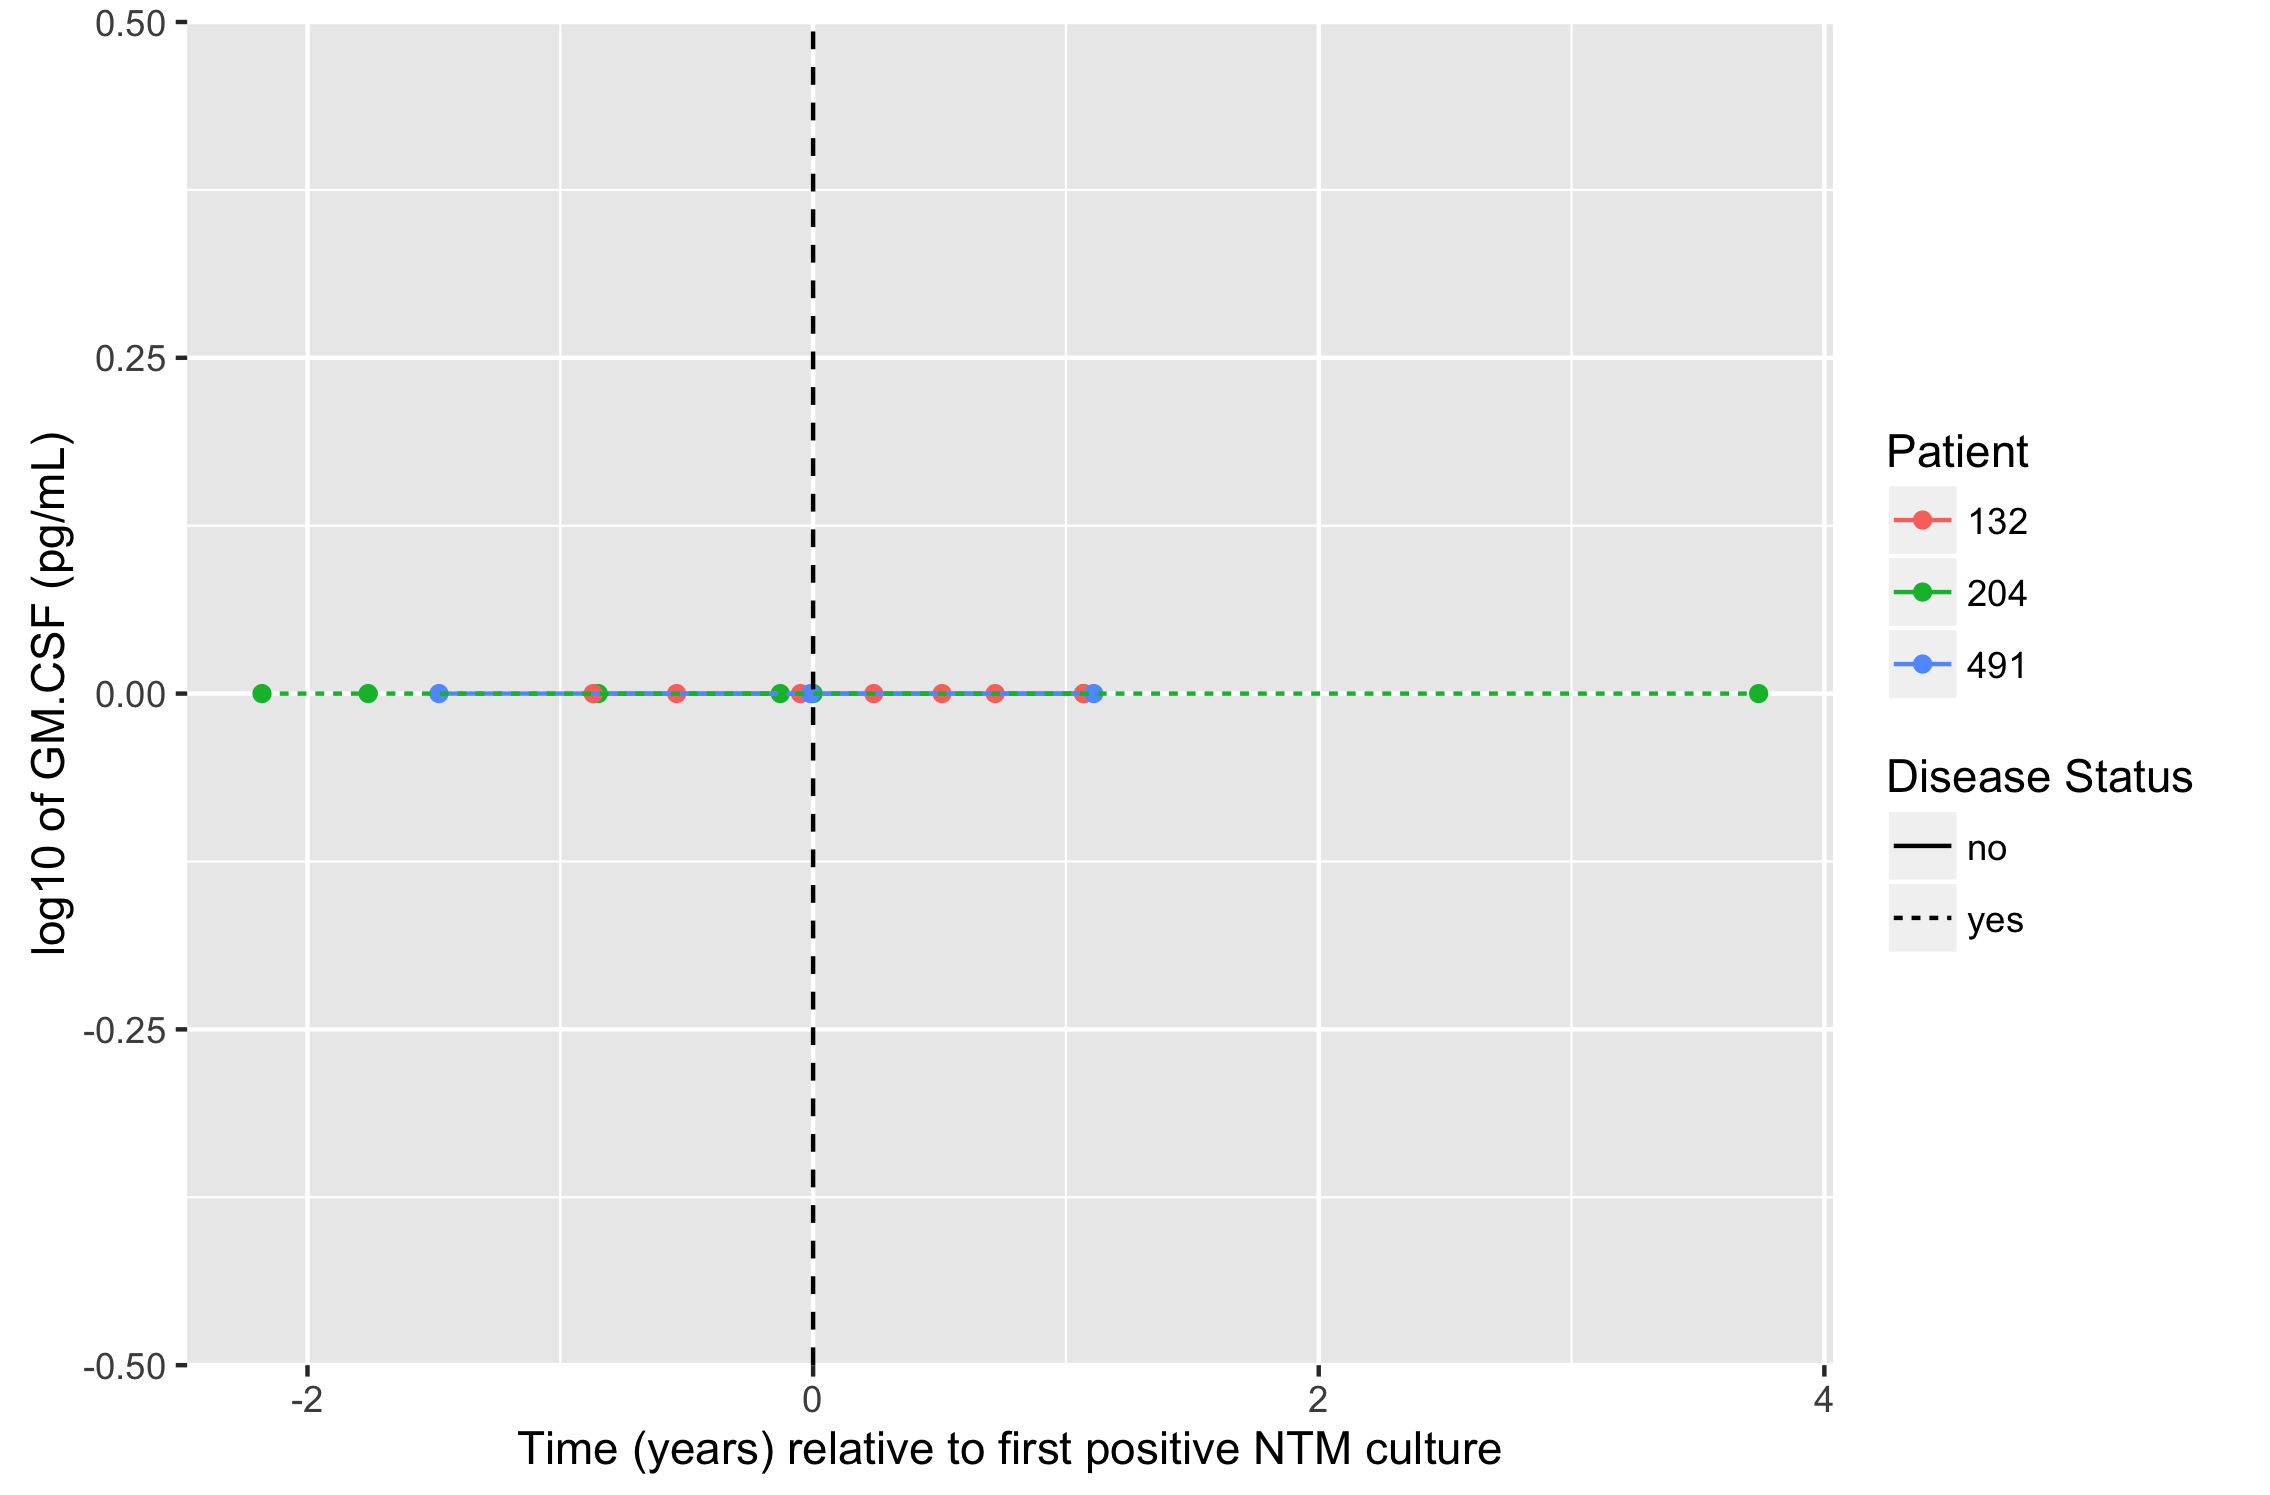 0.50
0.25
0.00
-0.25
-0.50
log10 of GM.CSF (pg/mL)
-2
0
2
4
Time (years) relative to first positive NTM culture
Patient
132
204
491
Disease Status
no
yes